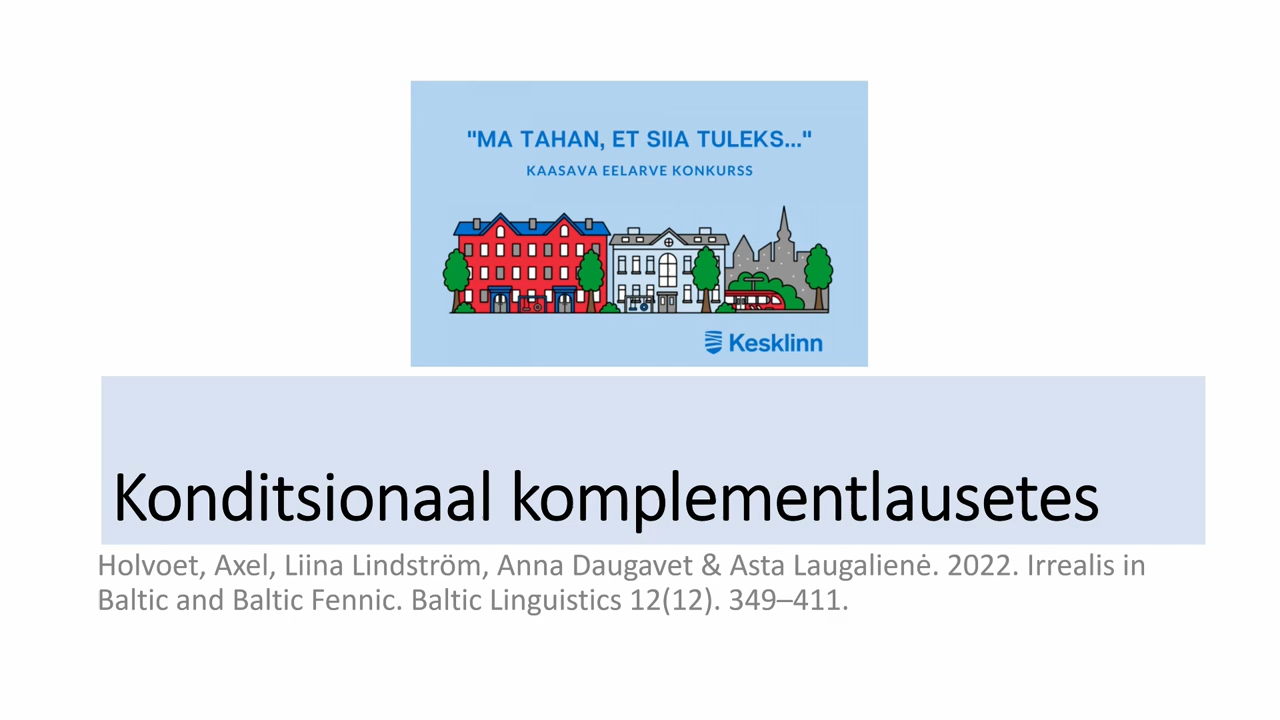 "MA TAHAN, ET SIIA TULEKS..."
KAASAVA EELARVE KONKURSS
Kesklinn
Konditsionaal komplementlausetes
Holvoet, Axel, Liina Lindström, Anna Daugavet & Asta Laugalienė. 2022. Irrealis in
Baltic and Baltic Fennic. Baltic Linguistics 12(12). 349–411.